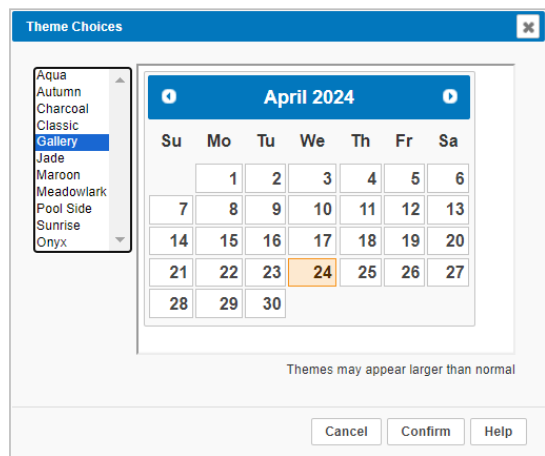 Theme Choices
Aqua
Autumn
Charcoal
Classic
Gallery
Jade
Maroon
Meadowlark
Pool Side
Sunrise
Onyx
April 2024
Su Mo Tu We Th Fr Sa
1 2 3 4 5 6
7 8 9 10 11 12 13
14 15 16 17 18 19 20
21 22 23 24 25 26 27
28 29 30
Themes may appear larger than normal
Cancel Confirm Help